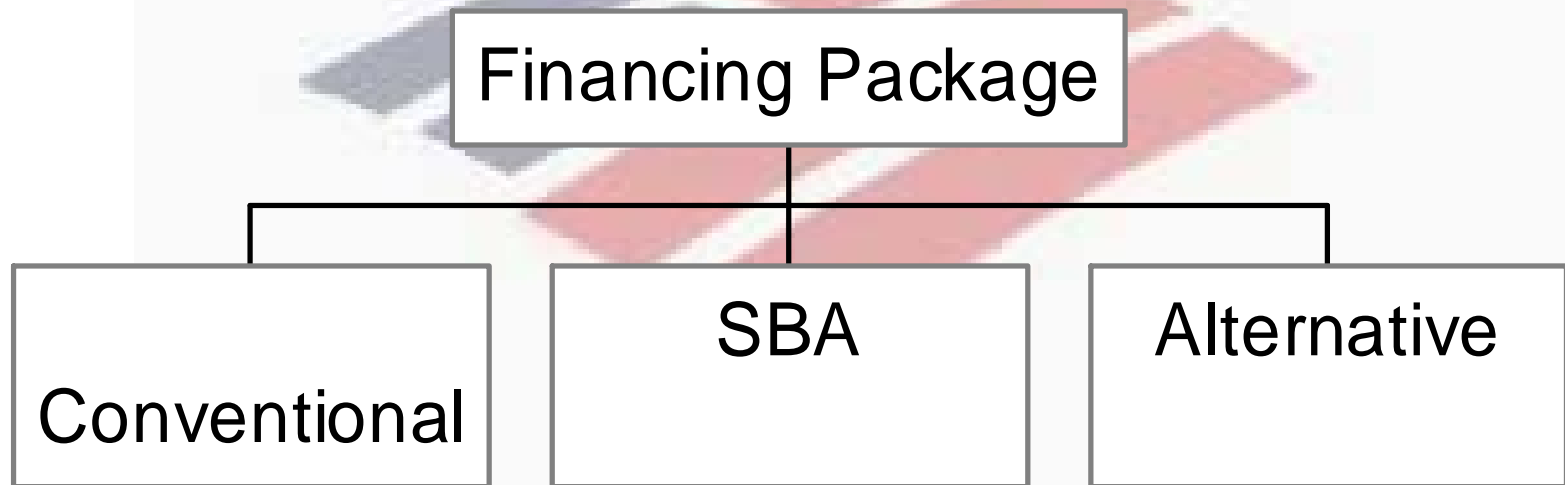 Financing Package
Conventional
SBA
Alternative